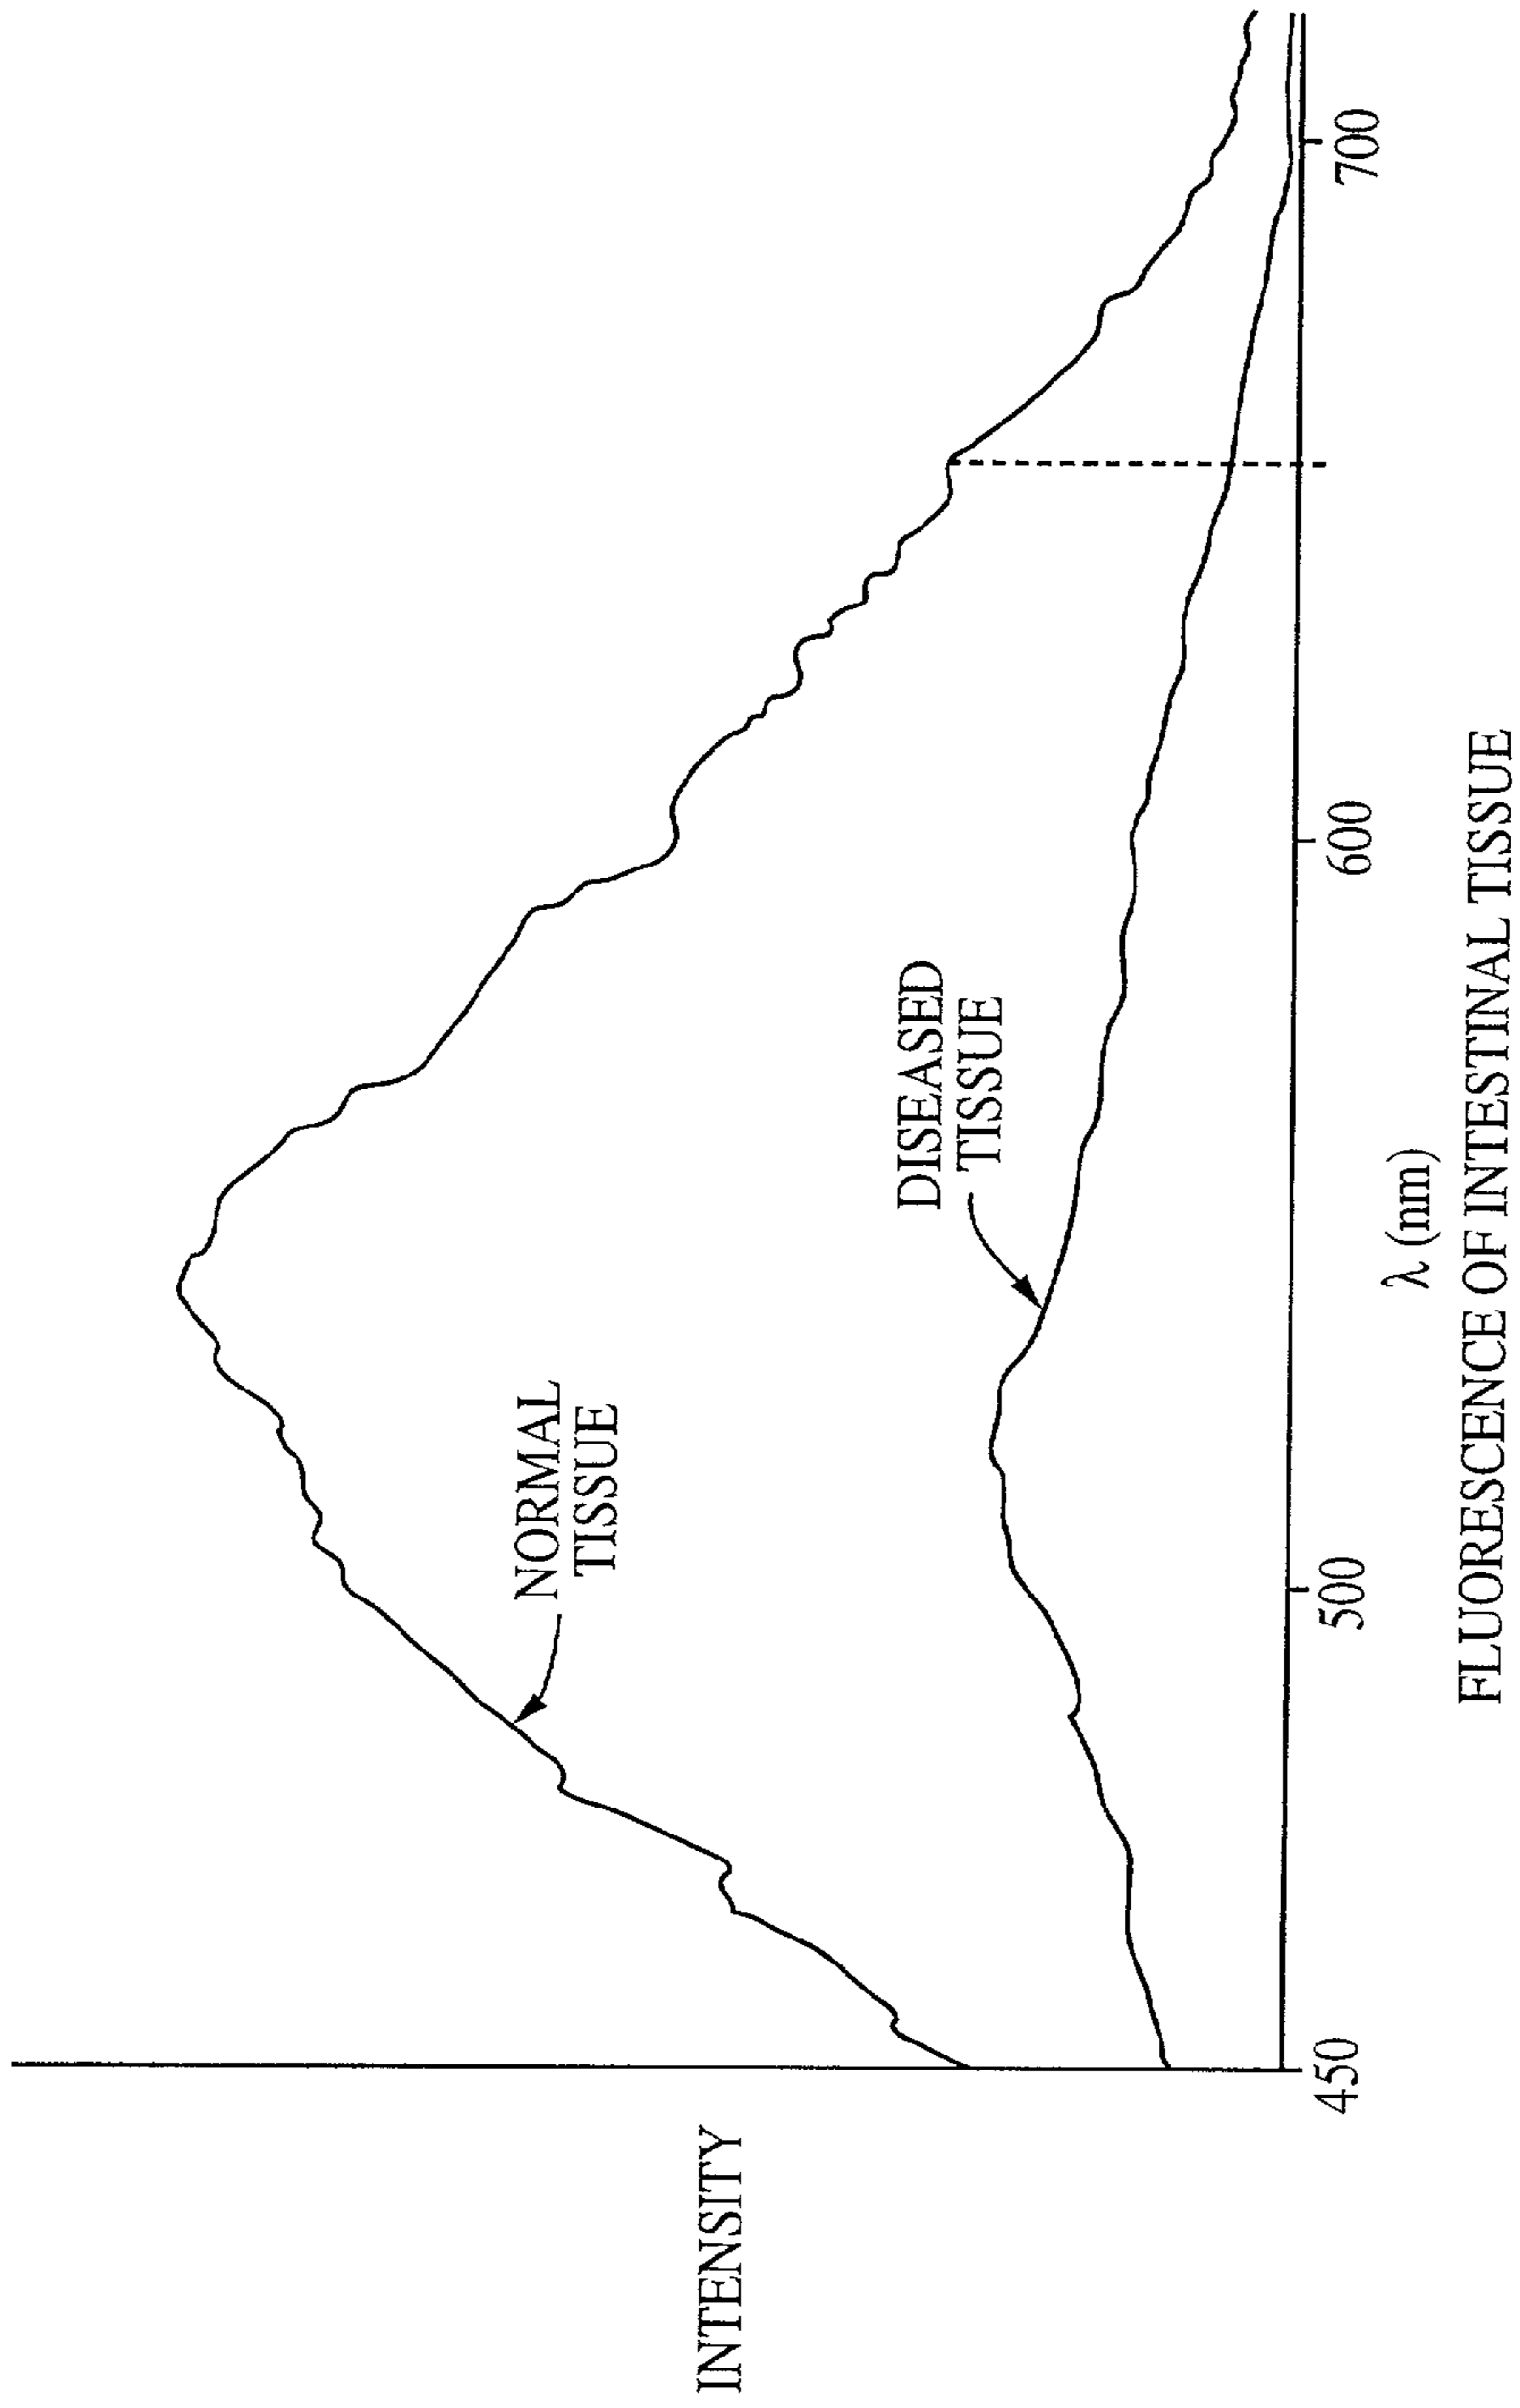 INTENSITY
NORMAL
TISSUE
DISEASED
TISSUE
450
500
600
700
λ (nm)
FLUORESCENCE OF INTESTINAL TISSUE